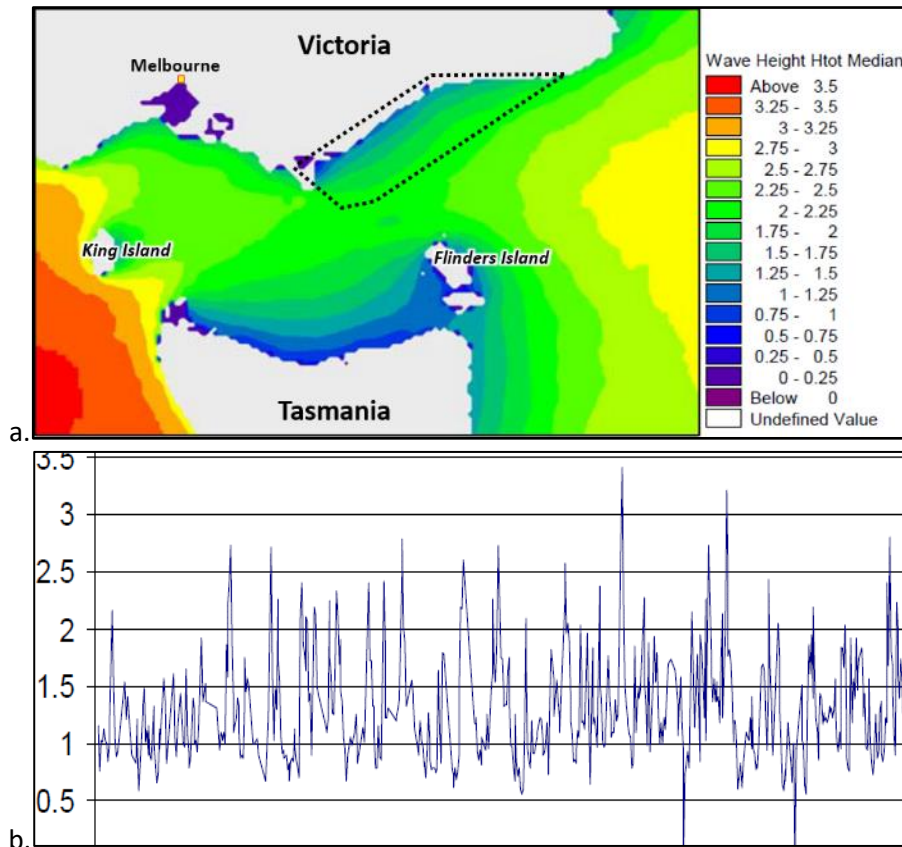 Victoria
Melbourne
King Island
Flinders Island
Tasmania
Wave Height Htot Median
Above 3.5
3.25 - 3.5
3 - 3.25
2.75 - 3
2.5 - 2.75
2.25 - 2.5
2 - 2.25
1.75 - 2
1.5 - 1.75
1.25 - 1.5
1 - 1.25
0.75 - 1
0.5 - 0.75
0.25 - 0.5
0 - 0.25
Below 0
Undefined Value
a.
3.5
3
2.5
2
1.5
1
0.5
b.